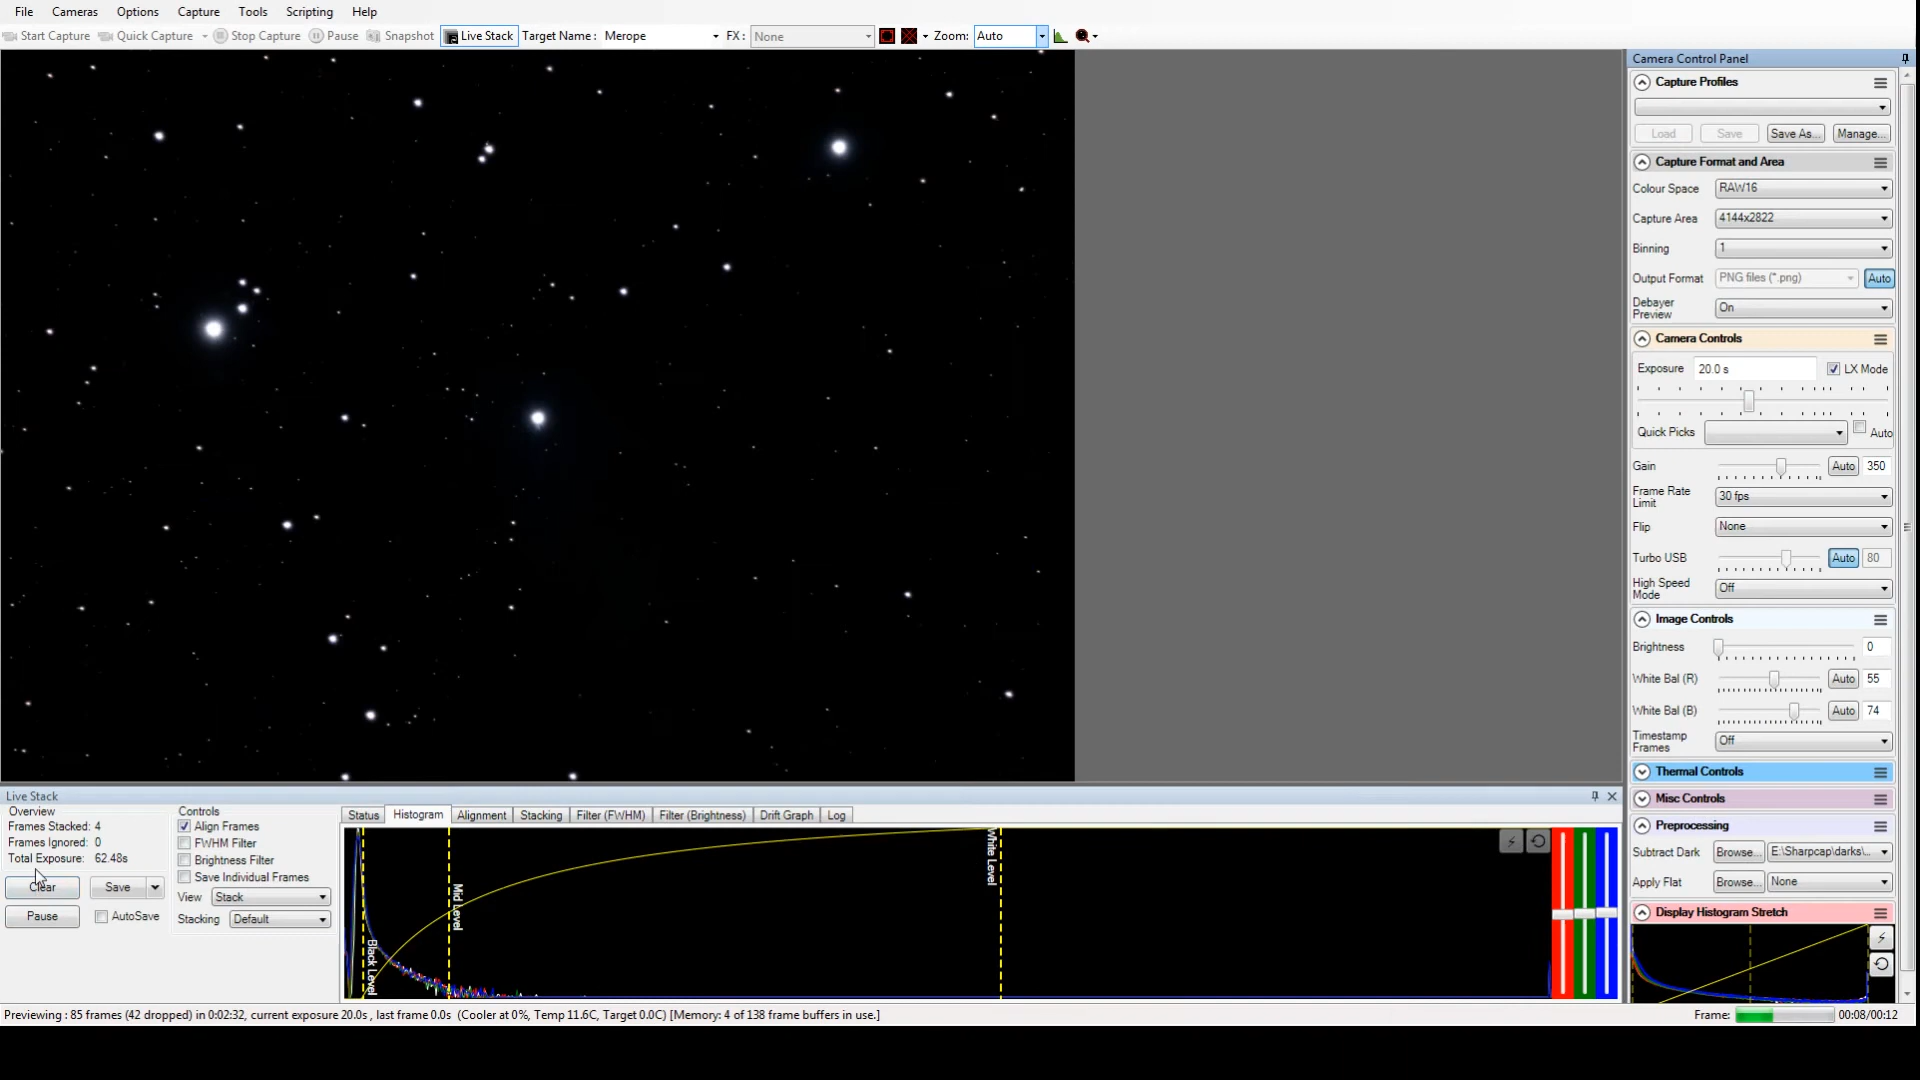 File Cameras Options Capture Tools Scripting Help
Start Capture Quick Capture Stop Capture Pause Snapshot Live Stack Target Name : Merope FX : None Zoom: Auto
Camera Control Panel
Capture Profiles
Load Save Save As... Manage...
Capture Format and Area
Colour Space RAW16
Capture Area 4144x2822
Binning 1
Output Format PNG files (*.png) Auto
Debayer Preview On
Camera Controls
Exposure 20.0 s LX Mode
Quick Picks Auto
Gain Auto 350
Frame Rate Limit 30 fps
Flip None
Turbo USB Auto 80
High Speed Mode Off
Image Controls
Brightness 0
White Bal (R) Auto 55
White Bal (B) Auto 74
Timestamp Frames Off
Thermal Controls
Misc Controls
Preprocessing
Subtract Dark Browse... E:\Sharpcap\darks\...
Apply Flat Browse... None
Display Histogram Stretch
Live Stack
Overview
Frames Stacked: 4
Frames Ignored: 0
Total Exposure: 62.48s
Clear Save
Pause AutoSave
Controls
Align Frames
FWHM Filter
Brightness Filter
Save Individual Frames
View Stack
Stacking Default
Status Histogram Alignment Stacking Filter (FWHM) Filter (Brightness) Drift Graph Log
Black Level
Mid Level
White Level
Previewing : 85 frames (42 dropped) in 0:02:32, current exposure 20.0s , last frame 0.0s (Cooler at 0%, Temp 11.6C, Target 0.0C) [Memory: 4 of 138 frame buffers in use.] Frame: 00:08/00:12